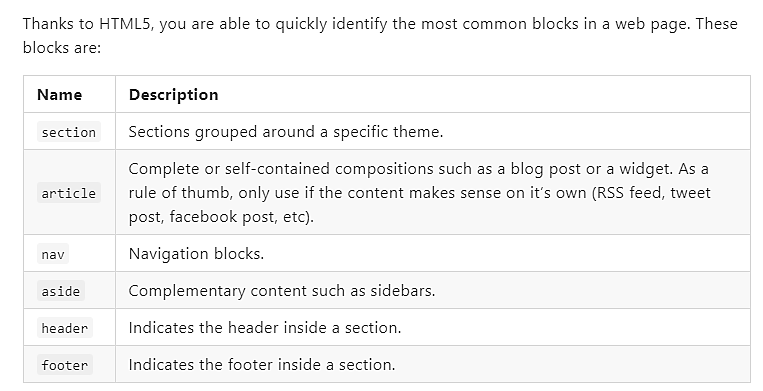 Thanks to HTML5, you are able to quickly identify the most common blocks in a web page. These
blocks are:
Name Description
section Sections grouped around a specific theme.
Complete or self-contained compositions such as a blog post or a widget. As a
article rule of thumb, only use if the content makes sense on it's own (RSS feed, tweet
post, facebook post, etc).
nav Navigation blocks.
aside Complementary content such as sidebars.
header Indicates the header inside a section.
footer Indicates the footer inside a section.